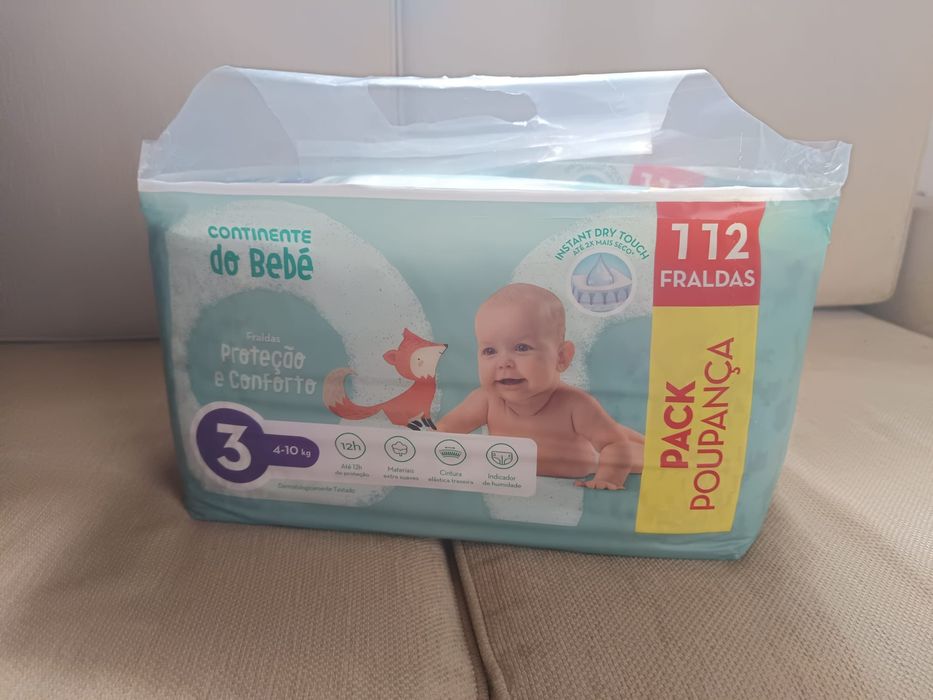 CONTINENTE
do Bebé
Fraldas
Proteção
e Conforto
3
4-10 kg
12h
Até 12h
de proteção
Materiais
extra suaves
Cintura
elástica traseira
Indicador
de humidade
Dermatologicamente Testado
INSTANT DRY TOUCH
ATÉ 2X MAIS SECO*
112
FRALDAS
PACK
POUPANÇA